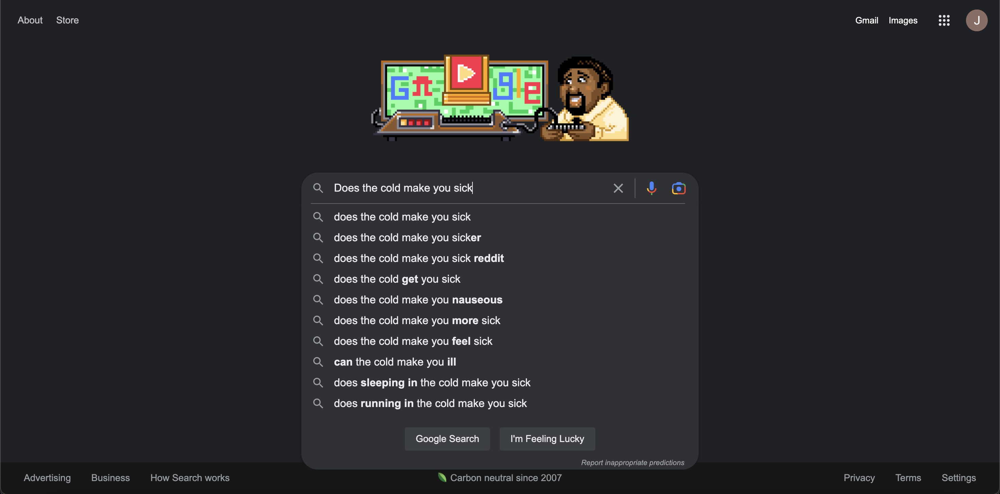 About Store
Gmail Images
J
Does the cold make you sick
does the cold make you sick
does the cold make you sicker
does the cold make you sick reddit
does the cold get you sick
does the cold make you nauseous
does the cold make you more sick
does the cold make you feel sick
can the cold make you ill
does sleeping in the cold make you sick
does running in the cold make you sick
Google Search I'm Feeling Lucky
Report inappropriate predictions
Advertising Business How Search works
Carbon neutral since 2007
Privacy Terms Settings